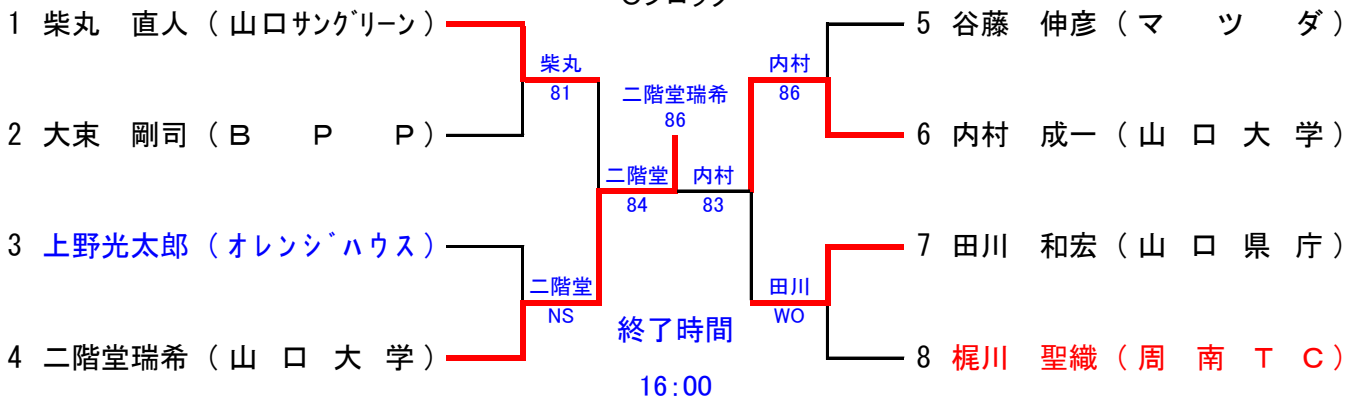 1 柴丸 直人 ( 山口サングリーン )
2 大東 剛司 ( B P P )
3 上野光太郎 ( オレンジハウス )
4 二階堂瑞希 ( 山 口 大 学 )
柴丸
81
二階堂
NS
二階堂
84
二階堂瑞希
86
内村
83
終了時間
16:00
内村
86
田川
WO
5 谷藤 伸彦 ( マ ツ ダ )
6 内村 成一 ( 山 口 大 学 )
7 田川 和宏 ( 山 口 県 庁 )
8 梶川 聖織 ( 周 南 T C )